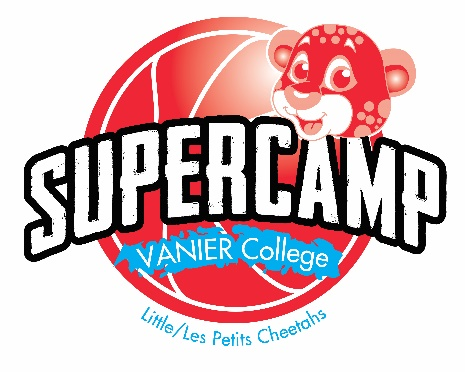 SUPERCAMP
VANIER College
Little/Les Petits Cheetahs